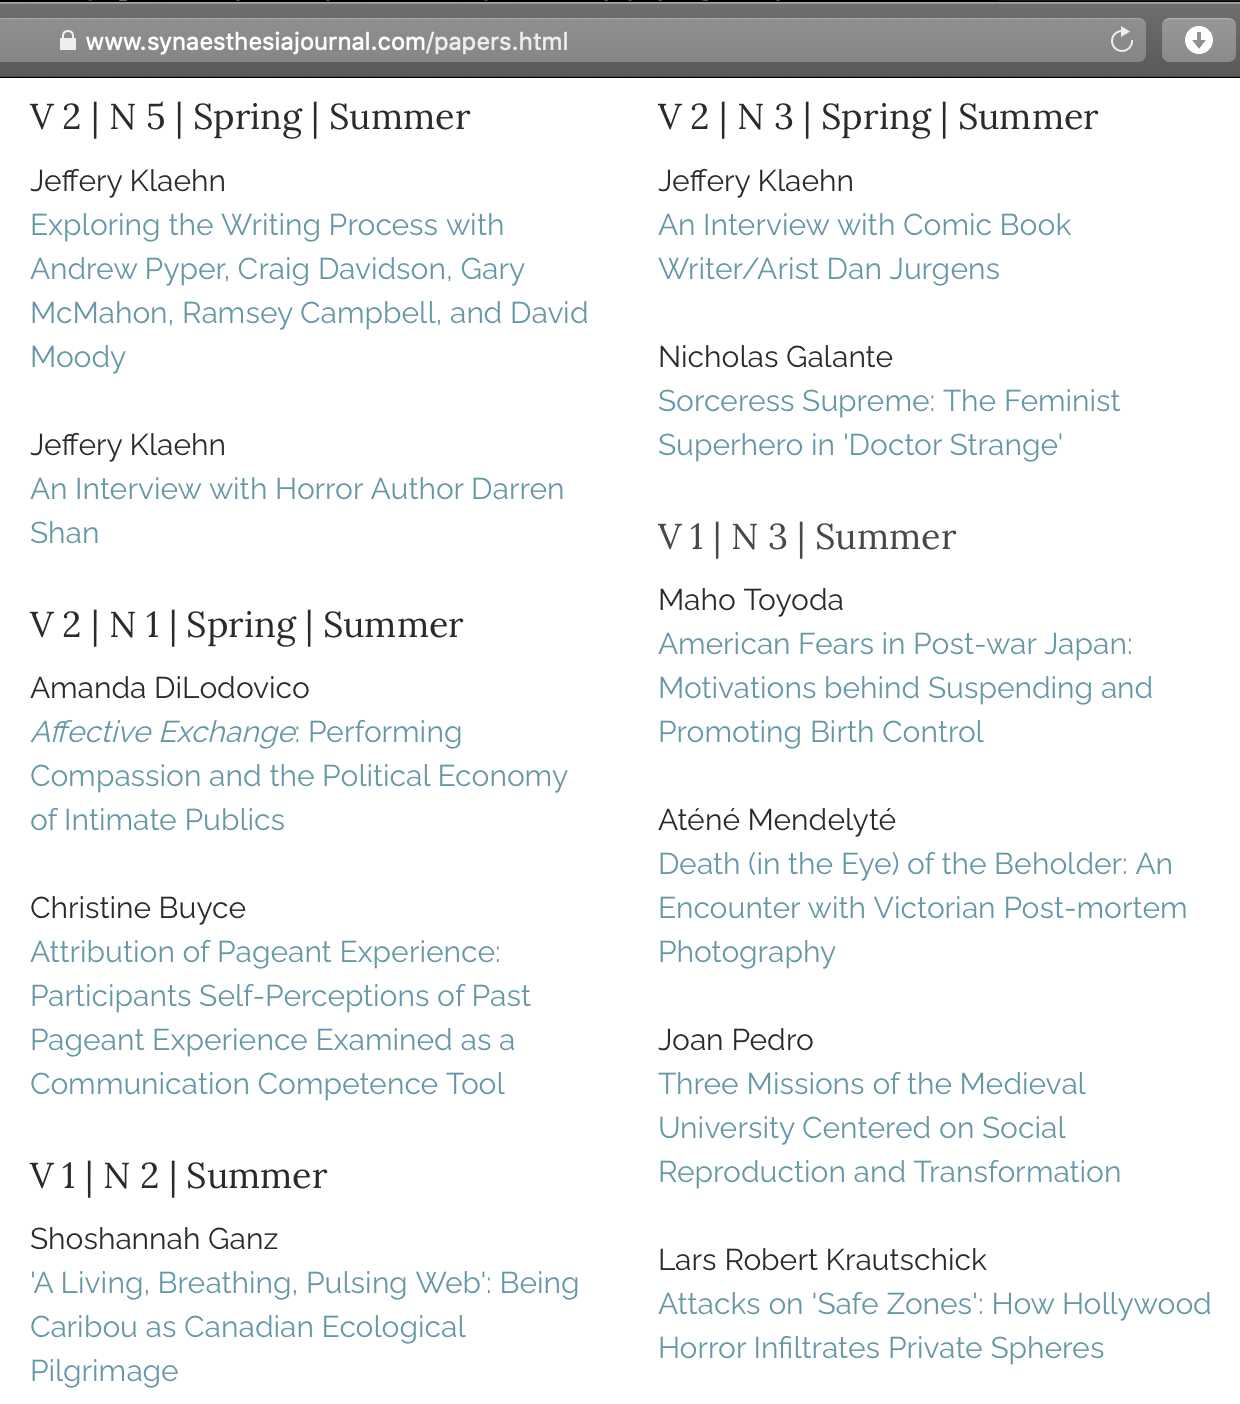 www.synaesthesiajournal.com/papers.html
V 2 | N 5 | Spring | Summer
Jeffery Klaehn
Exploring the Writing Process with
Andrew Pyper, Craig Davidson, Gary
McMahon, Ramsey Campbell, and David
Moody
Jeffery Klaehn
An Interview with Horror Author Darren
Shan
V 2 | N 1 | Spring | Summer
Amanda DiLodovico
Affective Exchange: Performing
Compassion and the Political Economy
of Intimate Publics
Christine Buyce
Attribution of Pageant Experience:
Participants Self-Perceptions of Past
Pageant Experience Examined as a
Communication Competence Tool
V 1 | N 2 | Summer
Shoshannah Ganz
'A Living, Breathing, Pulsing Web': Being
Caribou as Canadian Ecological
Pilgrimage
V 2 | N 3 | Spring | Summer
Jeffery Klaehn
An Interview with Comic Book
Writer/Arist Dan Jurgens
Nicholas Galante
Sorceress Supreme: The Feminist
Superhero in 'Doctor Strange'
V 1 | N 3 | Summer
Maho Toyoda
American Fears in Post-war Japan:
Motivations behind Suspending and
Promoting Birth Control
Aténé Mendelyté
Death (in the Eye) of the Beholder: An
Encounter with Victorian Post-mortem
Photography
Joan Pedro
Three Missions of the Medieval
University Centered on Social
Reproduction and Transformation
Lars Robert Krautschick
Attacks on 'Safe Zones': How Hollywood
Horror Infiltrates Private Spheres